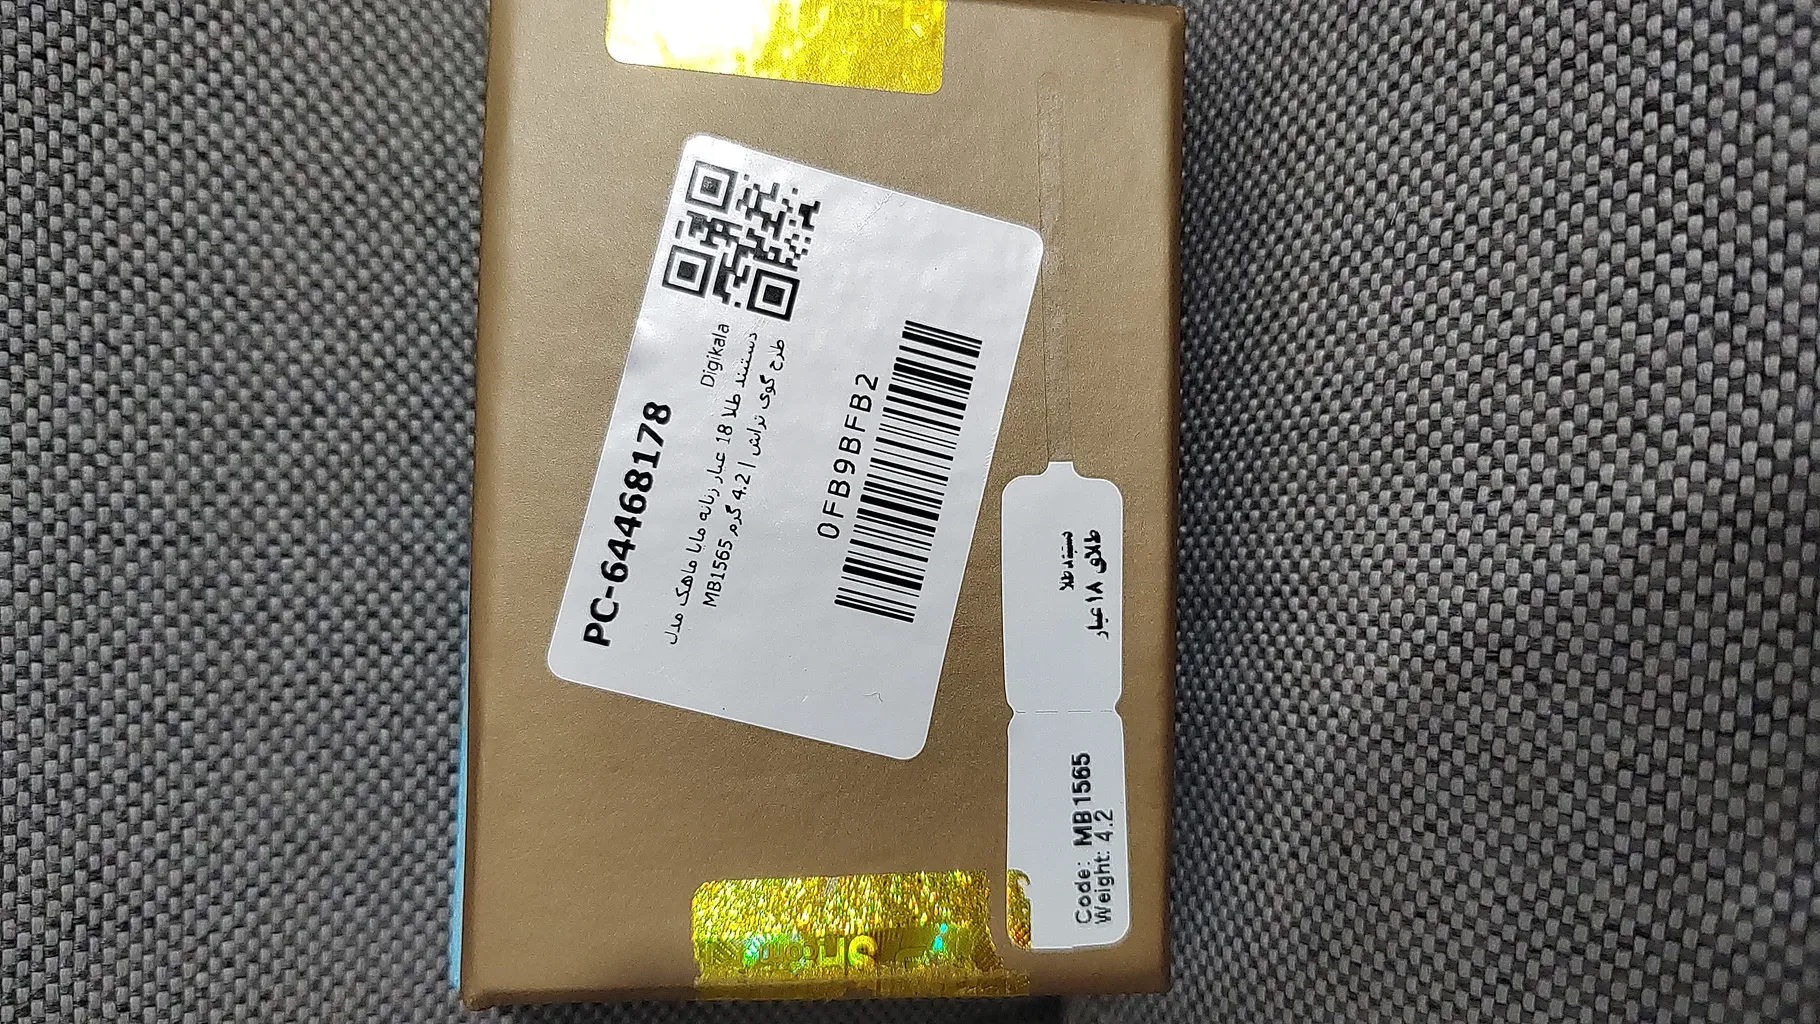 PC-64468178
Digikala
دستبند طلا 18 عیار زنانه مایا ماهک مدل
MB1565 طرح گوی تراش | 4.2 گرم
0FB9BFB2
دستبند طلا
طلای ۱۸ عیار
Code: MB1565
Weight: 4.2